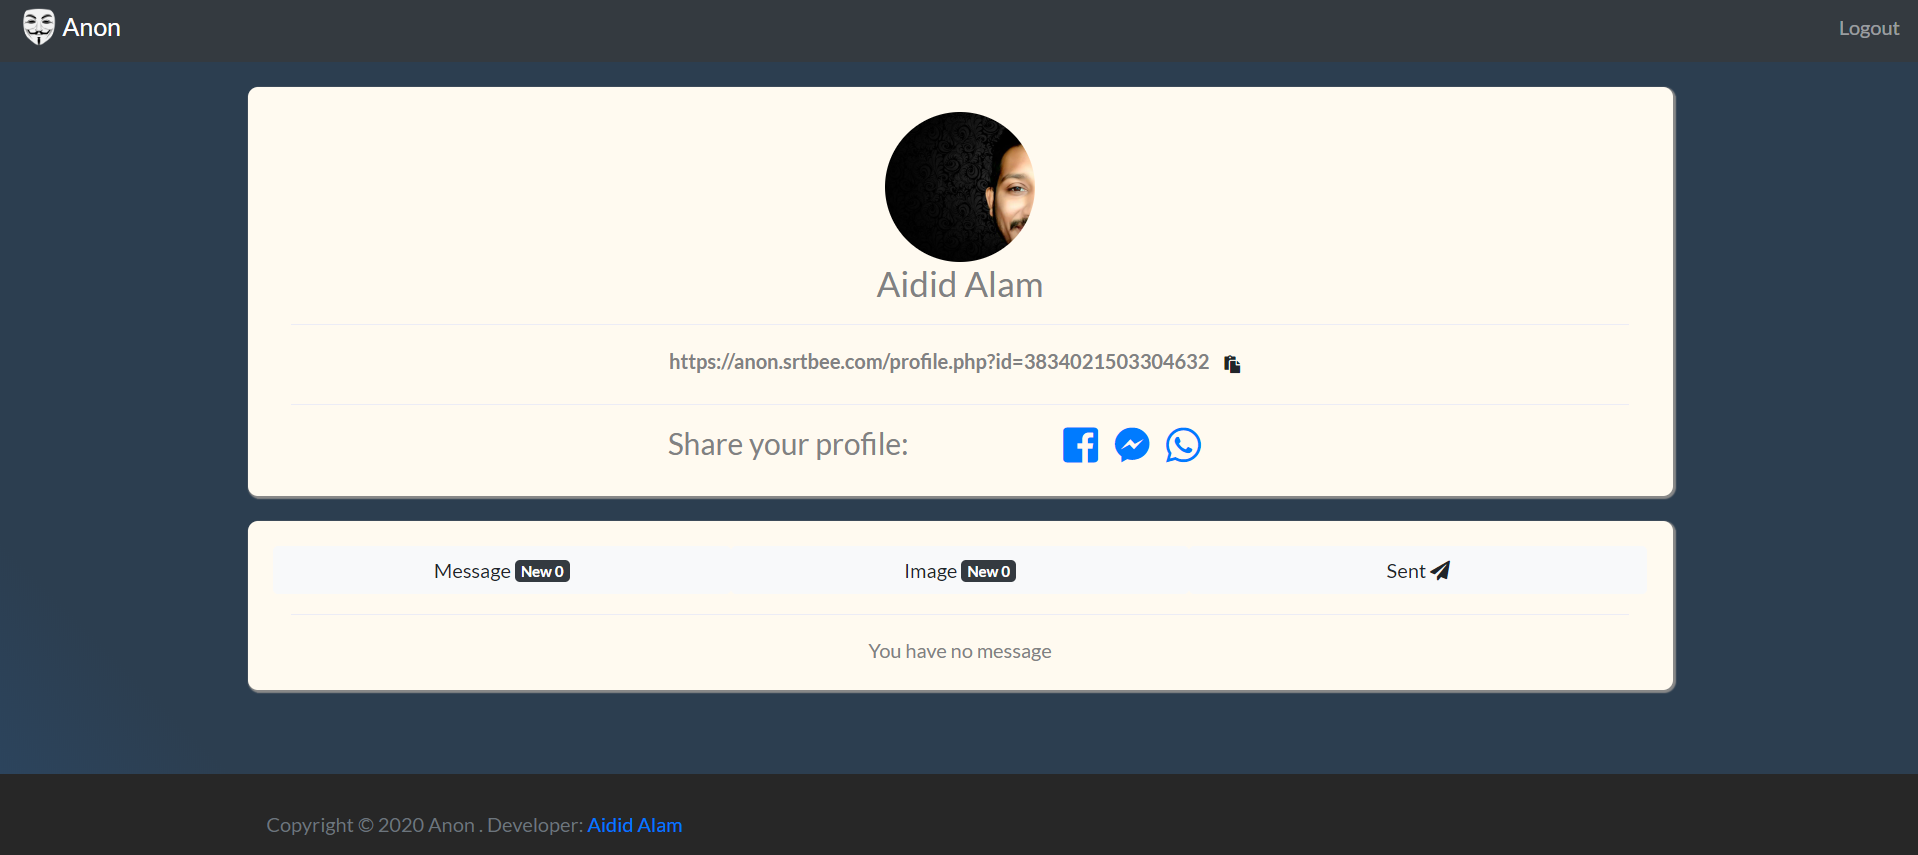 Anon
Logout
Aidid Alam
https://anon.srtbee.com/profile.php?id=3834021503304632
Share your profile:
Message New 0 Image New 0 Sent
You have no message
Copyright © 2020 Anon . Developer: Aidid Alam